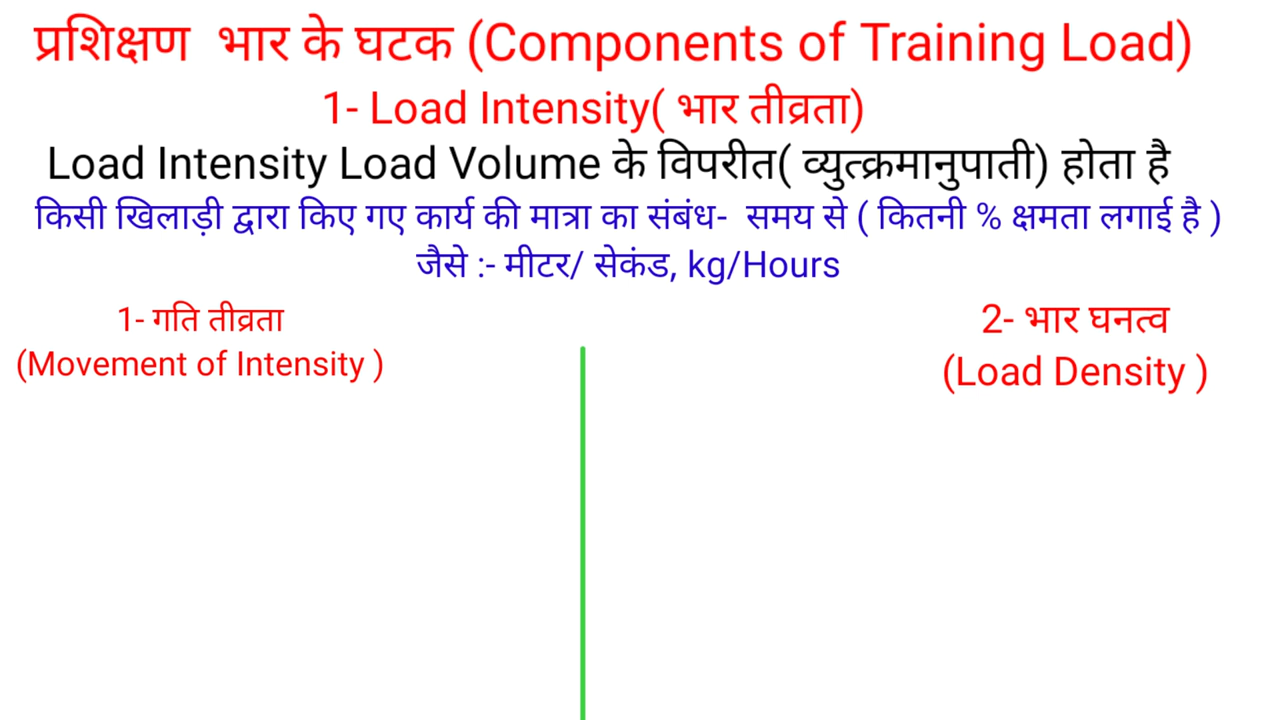 प्रशिक्षण भार के घटक (Components of Training Load)
1- Load Intensity( भार तीव्रता)
Load Intensity Load Volume के विपरीत( व्युत्क्रमानुपाती) होता है
किसी खिलाड़ी द्वारा किए गए कार्य की मात्रा का संबंध- समय से ( कितनी % क्षमता लगाई है )
जैसे :- मीटर/ सेकंड, kg/Hours
1- गति तीव्रता
(Movement of Intensity )
2- भार घनत्व
(Load Density )